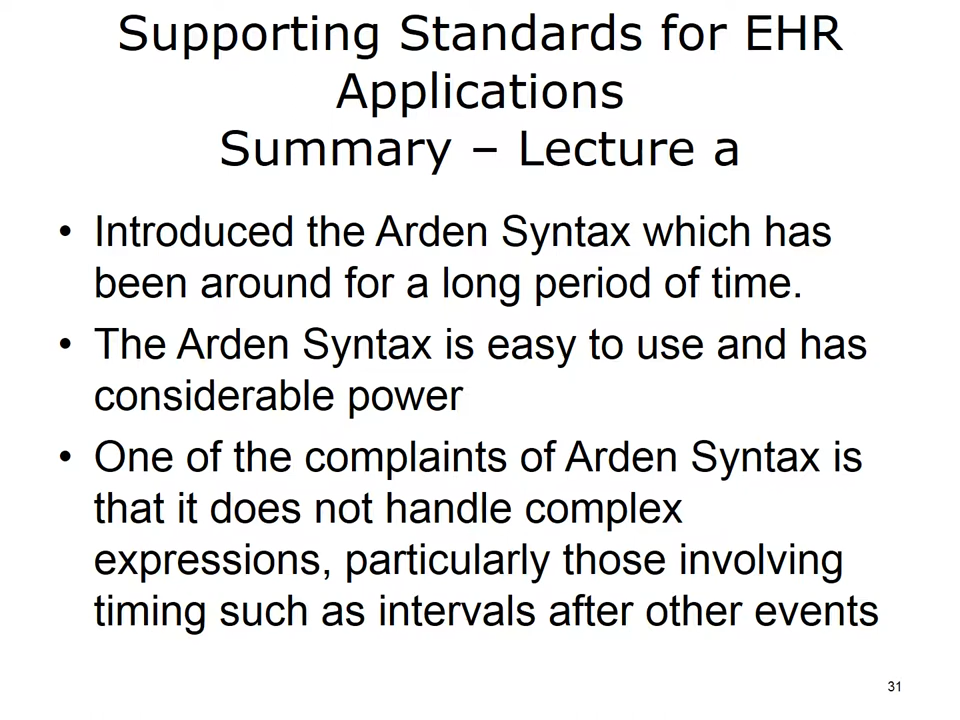 Supporting Standards for EHR
Applications
Summary – Lecture a
• Introduced the Arden Syntax which has
been around for a long period of time.
• The Arden Syntax is easy to use and has
considerable power
• One of the complaints of Arden Syntax is
that it does not handle complex
expressions, particularly those involving
timing such as intervals after other events
31